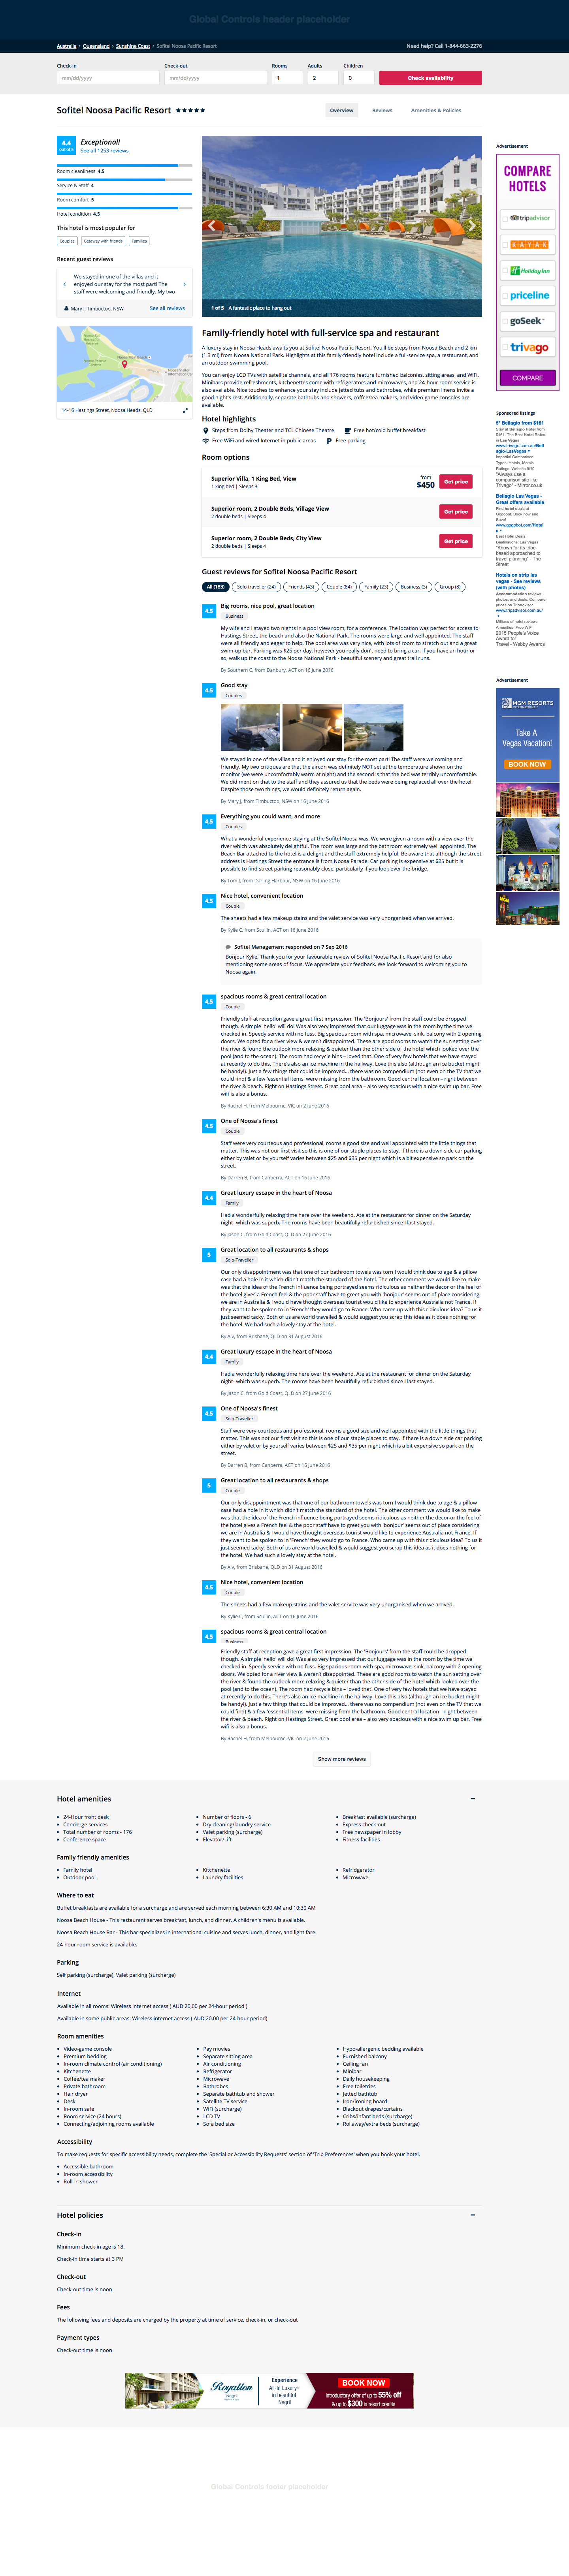 Global Controls header placeholder
Australia › Queensland › Sunshine Coast › Sofitel Noosa Pacific Resort
Need help? Call 1-844-663-2276
Check-in
Check-out
Rooms
Adults
Children
mm/dd/yyyy
mm/dd/yyyy
1
2
0
Check availability
Sofitel Noosa Pacific Resort ★★★★★
Overview
Reviews
Amenities & Policies
4.4
out of 5
Exceptional!
See all 1253 reviews
Room cleanliness 4.5
Service & Staff 4
Room comfort 5
Hotel condition 4.5
This hotel is most popular for
Couples
Getaway with friends
Families
Recent guest reviews
We stayed in one of the villas and it
enjoyed our stay for the most part! The
staff were welcoming and friendly. My two
Mary J, Timbuctoo, NSW
See all reviews
14-16 Hastings Street, Noosa Heads, QLD
1 of 5 A fantastic place to hang out
Family-friendly hotel with full-service spa and restaurant
A luxury stay in Noosa Heads awaits you at Sofitel Noosa Pacific Resort. You'll be steps from Noosa Beach and 2 km
(1.3 mi) from Noosa National Park. Highlights at this family-friendly hotel include a full-service spa, a restaurant, and
an outdoor swimming pool.
You can enjoy LCD TVs with satellite channels, and all 176 rooms feature furnished balconies, sitting areas, and WiFi.
Minibars provide refreshments, kitchenettes come with refrigerators and microwaves, and 24-hour room service is
also available. Nice touches to enhance your stay include jetted tubs and bathrobes, while premium linens invite a
good night's rest. Additionally, separate bathtubs and showers, coffee/tea makers, and video-game consoles are
available.
Hotel highlights
Steps from Dolby Theater and TCL Chinese Theatre
Free hot/cold buffet breakfast
Free WiFi and wired Internet in public areas
P Free parking
Room options
Superior Villa, 1 King Bed, View
1 king bed | Sleeps 3
from
$450
Get price
Superior room, 2 Double Beds, Village View
2 double beds | Sleeps 4
Get price
Superior room, 2 Double Beds, City View
2 double beds | Sleeps 4
Get price
Guest reviews for Sofitel Noosa Pacific Resort
All (183)
Solo traveller (24)
Friends (43)
Couple (84)
Family (23)
Business (3)
Group (8)
4.5
Big rooms, nice pool, great location
Business
My wife and I stayed two nights in a pool view room, for a conference. The location was perfect for access to
Hastings Street, the beach and also the National Park. The rooms were large and well appointed. The staff
were all friendly and eager to help. The pool area was very nice, with lots of room to stretch out and a great
swim-up bar. Parking was $25 per day, however you really don't need to bring a car. If you have an hour or
so, walk up the coast to the Noosa National Park - beautiful scenery and great trail runs.
By Southern C, from Danbury, ACT on 16 June 2016
4.5
Good stay
Couples
We stayed in one of the villas and it enjoyed our stay for the most part! The staff were welcoming and
friendly. My two critiques are that the aircon was definitely NOT set at the temperature shown on the
monitor (we were uncomfortably warm at night) and the second is that the bed was terribly uncomfortable.
We did mention that to the staff and they assured us that the beds were being replaced all over the hotel.
Despite those two things, we would definitely return again.
By Mary J, from Timbuctoo, NSW on 16 June 2016
4.5
Everything you could want, and more
Couples
What a wonderful experience staying at the Sofitel Noosa was. We were given a room with a view over the
river which was absolutely delightful. The room was large and the bathroom extremely well appointed. The
Beach Bar attached to the hotel is a delight and the staff extremely helpful. Be aware that although the street
address is Hastings Street the entrance is from Noosa Parade. Car parking is expensive at $25 but it is
possible to find street parking reasonably close, particularly if you look over the bridge.
By Tom J, from Darling Harbour, NSW on 16 June 2016
4.5
Nice hotel, convenient location
Couple
The sheets had a few makeup stains and the valet service was very unorganised when we arrived.
By Kylie C, from Scullin, ACT on 16 June 2016
Sofitel Management responded on 7 Sep 2016
Bonjour Kylie, Thank you for your favourable review of Sofitel Noosa Pacific Resort and for also
mentioning some areas of focus. We appreciate your feedback. We look forward to welcoming you to
Noosa again.
4.5
spacious rooms & great central location
Couple
Friendly staff at reception gave a great first impression. The 'Bonjours' from the staff could be dropped
though. A simple 'hello' will do! Was also very impressed that our luggage was in the room by the time we
checked in. Speedy service with no fuss. Big spacious room with spa, microwave, sink, balcony with 2 opening
doors. We opted for a river view & weren't disappointed. These are good rooms to watch the sun setting over
the river & found the outlook more relaxing & quieter than the other side of the hotel which looked over the
pool (and to the ocean). The room had recycle bins – loved that! One of very few hotels that we have stayed
at recently to do this. There's also an ice machine in the hallway. Love this also (although an ice bucket might
be handy!). Just a few things that could be improved... there was no compendium (not even on the TV that we
could find) & a few 'essential items' were missing from the bathroom. Good central location – right between
the river & beach. Right on Hastings Street. Great pool area – also very spacious with a nice swim up bar. Free
wifi is also a bonus.
By Rachel H, from Melbourne, VIC on 2 June 2016
4.5
One of Noosa's finest
Couple
Staff were very courteous and professional, rooms a good size and well appointed with the little things that
matter. This was not our first visit so this is one of our staple places to stay. if there is a down side car parking
either by valet or by yourself varies between $25 and $35 per night which is a bit expensive so park on the
street.
By Darren B, from Canberra, ACT on 16 June 2016
4.4
Great luxury escape in the heart of Noosa
Family
Had a wonderfully relaxing time here over the weekend. Ate at the restaurant for dinner on the Saturday
night- which was superb. The rooms have been beautifully refurbished since I last stayed.
By Jason C, from Gold Coast, QLD on 27 June 2016
5
Great location to all restaurants & shops
Solo-Traveller
Our only disappointment was that one of our bathroom towels was torn I would think due to age & a pillow
case had a hole in it which didn't match the standard of the hotel. The other comment we would like to make
was that the idea of the French influence being portrayed seems ridiculous as neither the decor or the feel of
the hotel gives a French feel & the poor staff have to greet you with 'bonjour' seems out of place considering
we are in Australia & I would have thought overseas tourist would like to experience Australia not France. If
they want to be spoken to in 'French' they would go to France. Who came up with this ridiculous idea? To us it
just seemed tacky. Both of us are world travelled & would suggest you scrap this idea as it does nothing for
the hotel. We had such a lovely stay at the hotel.
By A v, from Brisbane, QLD on 31 August 2016
4.4
Great luxury escape in the heart of Noosa
Family
Had a wonderfully relaxing time here over the weekend. Ate at the restaurant for dinner on the Saturday
night- which was superb. The rooms have been beautifully refurbished since I last stayed.
By Jason C, from Gold Coast, QLD on 27 June 2016
4.5
One of Noosa's finest
Solo-Traveller
Staff were very courteous and professional, rooms a good size and well appointed with the little things that
matter. This was not our first visit so this is one of our staple places to stay. if there is a down side car parking
either by valet or by yourself varies between $25 and $35 per night which is a bit expensive so park on the
street.
By Darren B, from Canberra, ACT on 16 June 2016
5
Great location to all restaurants & shops
Couple
Our only disappointment was that one of our bathroom towels was torn I would think due to age & a pillow
case had a hole in it which didn't match the standard of the hotel. The other comment we would like to make
was that the idea of the French influence being portrayed seems ridiculous as neither the decor or the feel of
the hotel gives a French feel & the poor staff have to greet you with 'bonjour' seems out of place considering
we are in Australia & I would have thought overseas tourist would like to experience Australia not France. If
they want to be spoken to in 'French' they would go to France. Who came up with this ridiculous idea? To us it
just seemed tacky. Both of us are world travelled & would suggest you scrap this idea as it does nothing for
the hotel. We had such a lovely stay at the hotel.
By A v. from Brisbane, QLD on 31 August 2016
4.5
Nice hotel, convenient location
Couple
The sheets had a few makeup stains and the valet service was very unorganised when we arrived.
By Kylie C, from Scullin, ACT on 16 June 2016
4.5
spacious rooms & great central location
Business
Friendly staff at reception gave a great first impression. The 'Bonjours' from the staff could be dropped
though. A simple 'hello' will do! Was also very impressed that our luggage was in the room by the time we
checked in. Speedy service with no fuss. Big spacious room with spa, microwave, sink, balcony with 2 opening
doors. We opted for a river view & weren't disappointed. These are good rooms to watch the sun setting over
the river & found the outlook more relaxing & quieter than the other side of the hotel which looked over the
pool (and to the ocean). The room had recycle bins – loved that! One of very few hotels that we have stayed
at recently to do this. There's also an ice machine in the hallway. Love this also (although an ice bucket might
be handy!). Just a few things that could be improved... there was no compendium (not even on the TV that we
could find) & a few 'essential items' were missing from the bathroom. Good central location – right between
the river & beach. Right on Hastings Street. Great pool area – also very spacious with a nice swim up bar. Free
wifi is also a bonus.
By Rachel H, from Melbourne, VIC on 2 June 2016
Show more reviews
Advertisement
COMPARE
HOTELS
tripadvisor
KAYAK
Holiday Inn
priceline
goSeek
trivago
COMPARE
Sponsored listings
5* Bellagio from $161
Stay at Bellagio Hotel from
$161. The Best Hotel Rates
in Las Vegas
www.trivago.com.au/Bell
agio-LasVegas
Impartial Comparison
Types: Hotels, Motels
Ratings: Website 9/10
"Always use a
comparison site like
Trivago" - Mirror.co.uk
Bellagio Las Vegas -
Great offers available
Find hotel deals at
Gogobot. Book now and
Save!
www.gogobot.com/Hotel
s
Best Hotel Deals
Destinations: Las Vegas
"Known for its tribe-
based approached to
travel planning" - The
Street
Hotels on strip las
vegas - See reviews
(with photos)
Accommodation reviews,
photos, and deals. Compare
prices on TripAdvisor
www.tripadvisor.com.au/
Millions of hotel reviews
Amenities: Free WiFi
2015 People's Voice
Award for
Travel - Webby Awards
Advertisement
MGM RESORTS
Take A
Vegas Vacation!
BOOK NOW
Hotel amenities
24-Hour front desk
Concierge services
Total number of rooms - 176
Conference space
Number of floors - 6
Dry cleaning/laundry service
Valet parking (surcharge)
Elevator/Lift
Breakfast available (surcharge)
Express check-out
Free newspaper in lobby
Fitness facilities
Family friendly amenities
Family hotel
Outdoor pool
Kitchenette
Laundry facilities
Refridgerator
Microwave
Where to eat
Buffet breakfasts are available for a surcharge and are served each morning between 6:30 AM and 10:30 AM
Noosa Beach House - This restaurant serves breakfast, lunch, and dinner. A children's menu is available.
Noosa Beach House Bar - This bar specializes in international cuisine and serves lunch, dinner, and light fare.
24-hour room service is available.
Parking
Self parking (surcharge), Valet parking (surcharge)
Internet
Available in all rooms: Wireless internet access ( AUD 20,00 per 24-hour period )
Available in some public areas: Wireless internet access ( AUD 20.00 per 24-hour period)
Room amenities
Video-game console
Premium bedding
In-room climate control (air conditioning)
Kitchenette
Coffee/tea maker
Private bathroom
Hair dryer
Desk
In-room safe
Room service (24 hours)
Connecting/adjoining rooms available
Pay movies
Separate sitting area
Air conditioning
Refrigerator
Microwave
Bathrobes
Separate bathtub and shower
Satellite TV service
WiFi (surcharge)
LCD TV
Sofa bed size
Hypo-allergenic bedding available
Furnished balcony
Ceiling fan
Minibar
Daily housekeeping
Free toiletries
Jetted bathtub
Iron/ironing board
Blackout drapes/curtains
Cribs/infant beds (surcharge)
Rollaway/extra beds (surcharge)
Accessibility
To make requests for specific accessibility needs, complete the 'Special or Accessibility Requests' section of 'Trip Preferences' when you book your hotel.
Accessible bathroom
In-room accessibility
Roll-in shower
Hotel policies
Check-in
Minimum check-in age is 18.
Check-in time starts at 3 PM
Check-out
Check-out time is noon
Fees
The following fees and deposits are charged by the property at time of service, check-in, or check-out
Payment types
Check-out time is noon
Royalton
Negril
Experience
All-In Luxury®
in beautiful
Negril
BOOK NOW
Introductory offer of up to 55% off
& up to $300 in resort credits
Global Controls footer placeholder